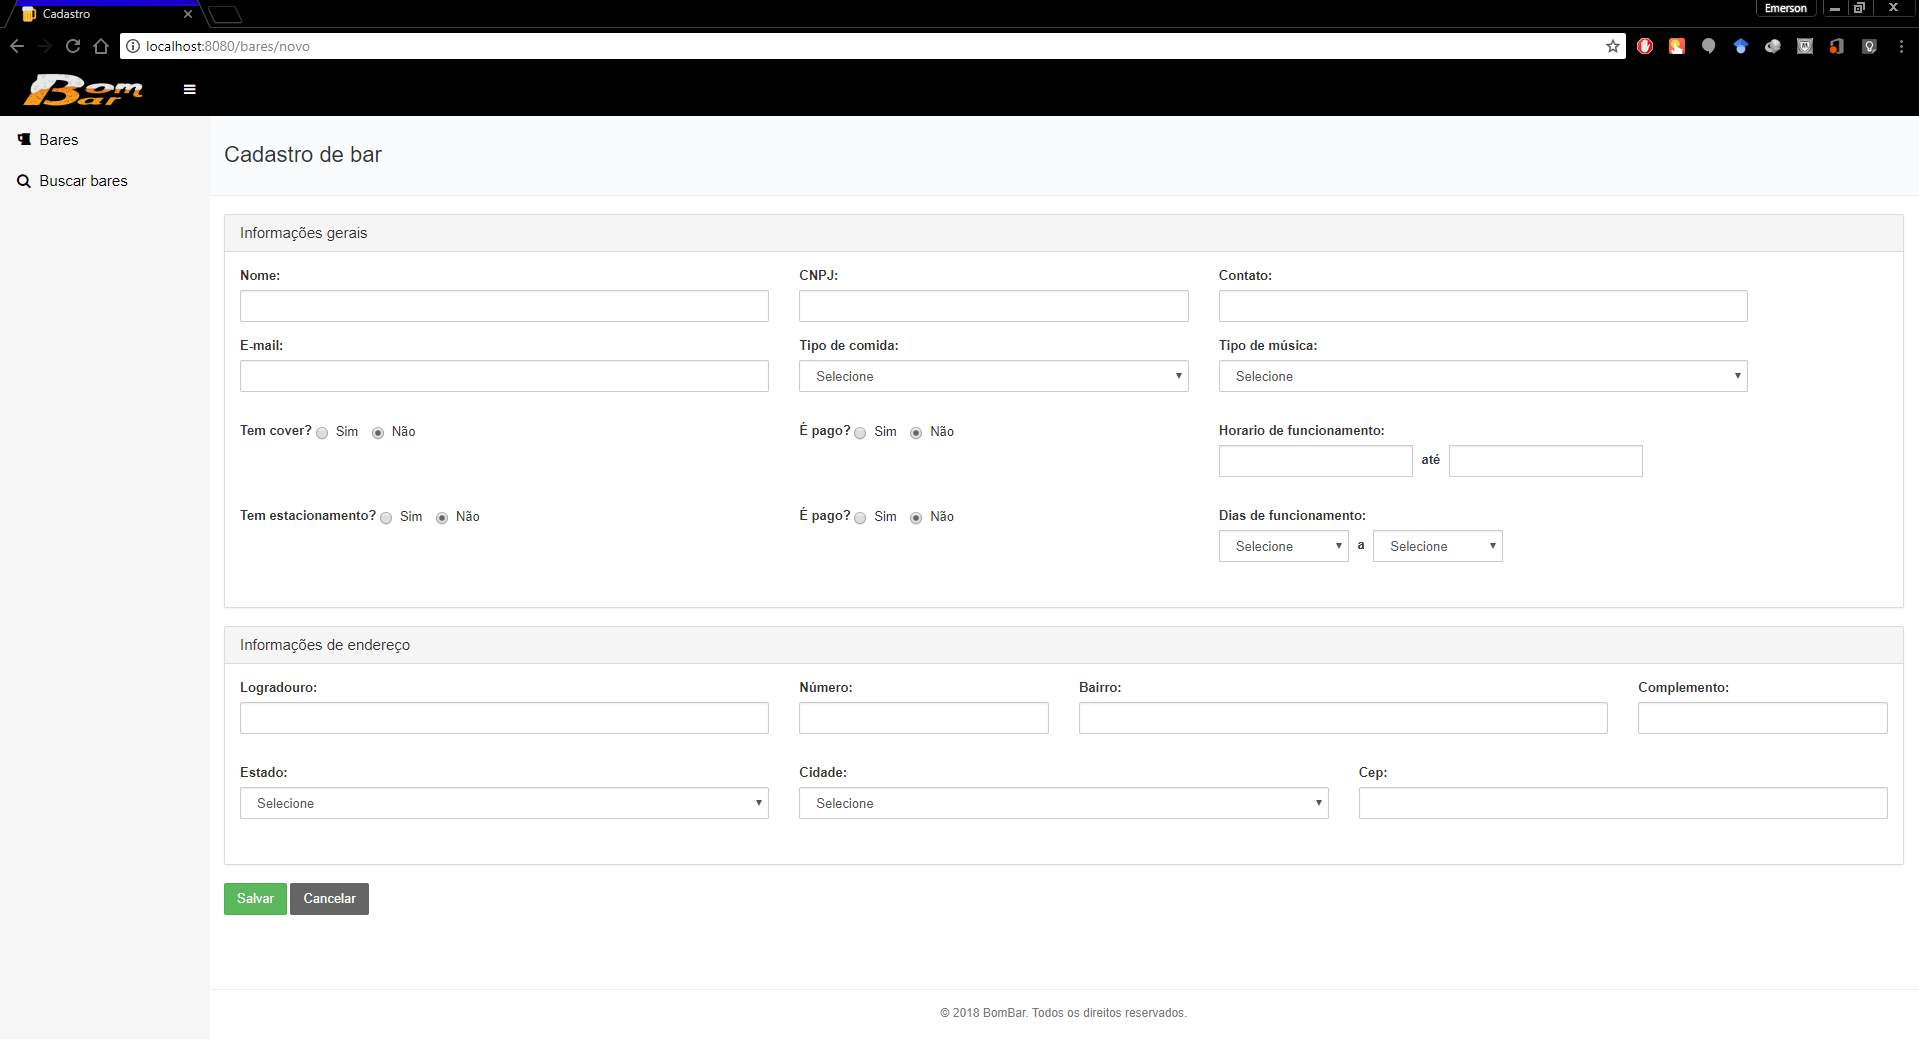 Cadastro
Emerson
localhost:8080/bares/novo
BomBar
Bares
Buscar bares
Cadastro de bar
Informações gerais
Nome: CNPJ: Contato:
E-mail: Tipo de comida: Tipo de música:
Selecione Selecione
Tem cover? Sim Não É pago? Sim Não Horario de funcionamento:
até
Tem estacionamento? Sim Não É pago? Sim Não Dias de funcionamento:
Selecione a Selecione
Informações de endereço
Logradouro: Número: Bairro: Complemento:
Estado: Cidade: Cep:
Selecione Selecione
Salvar Cancelar
© 2018 BomBar. Todos os direitos reservados.